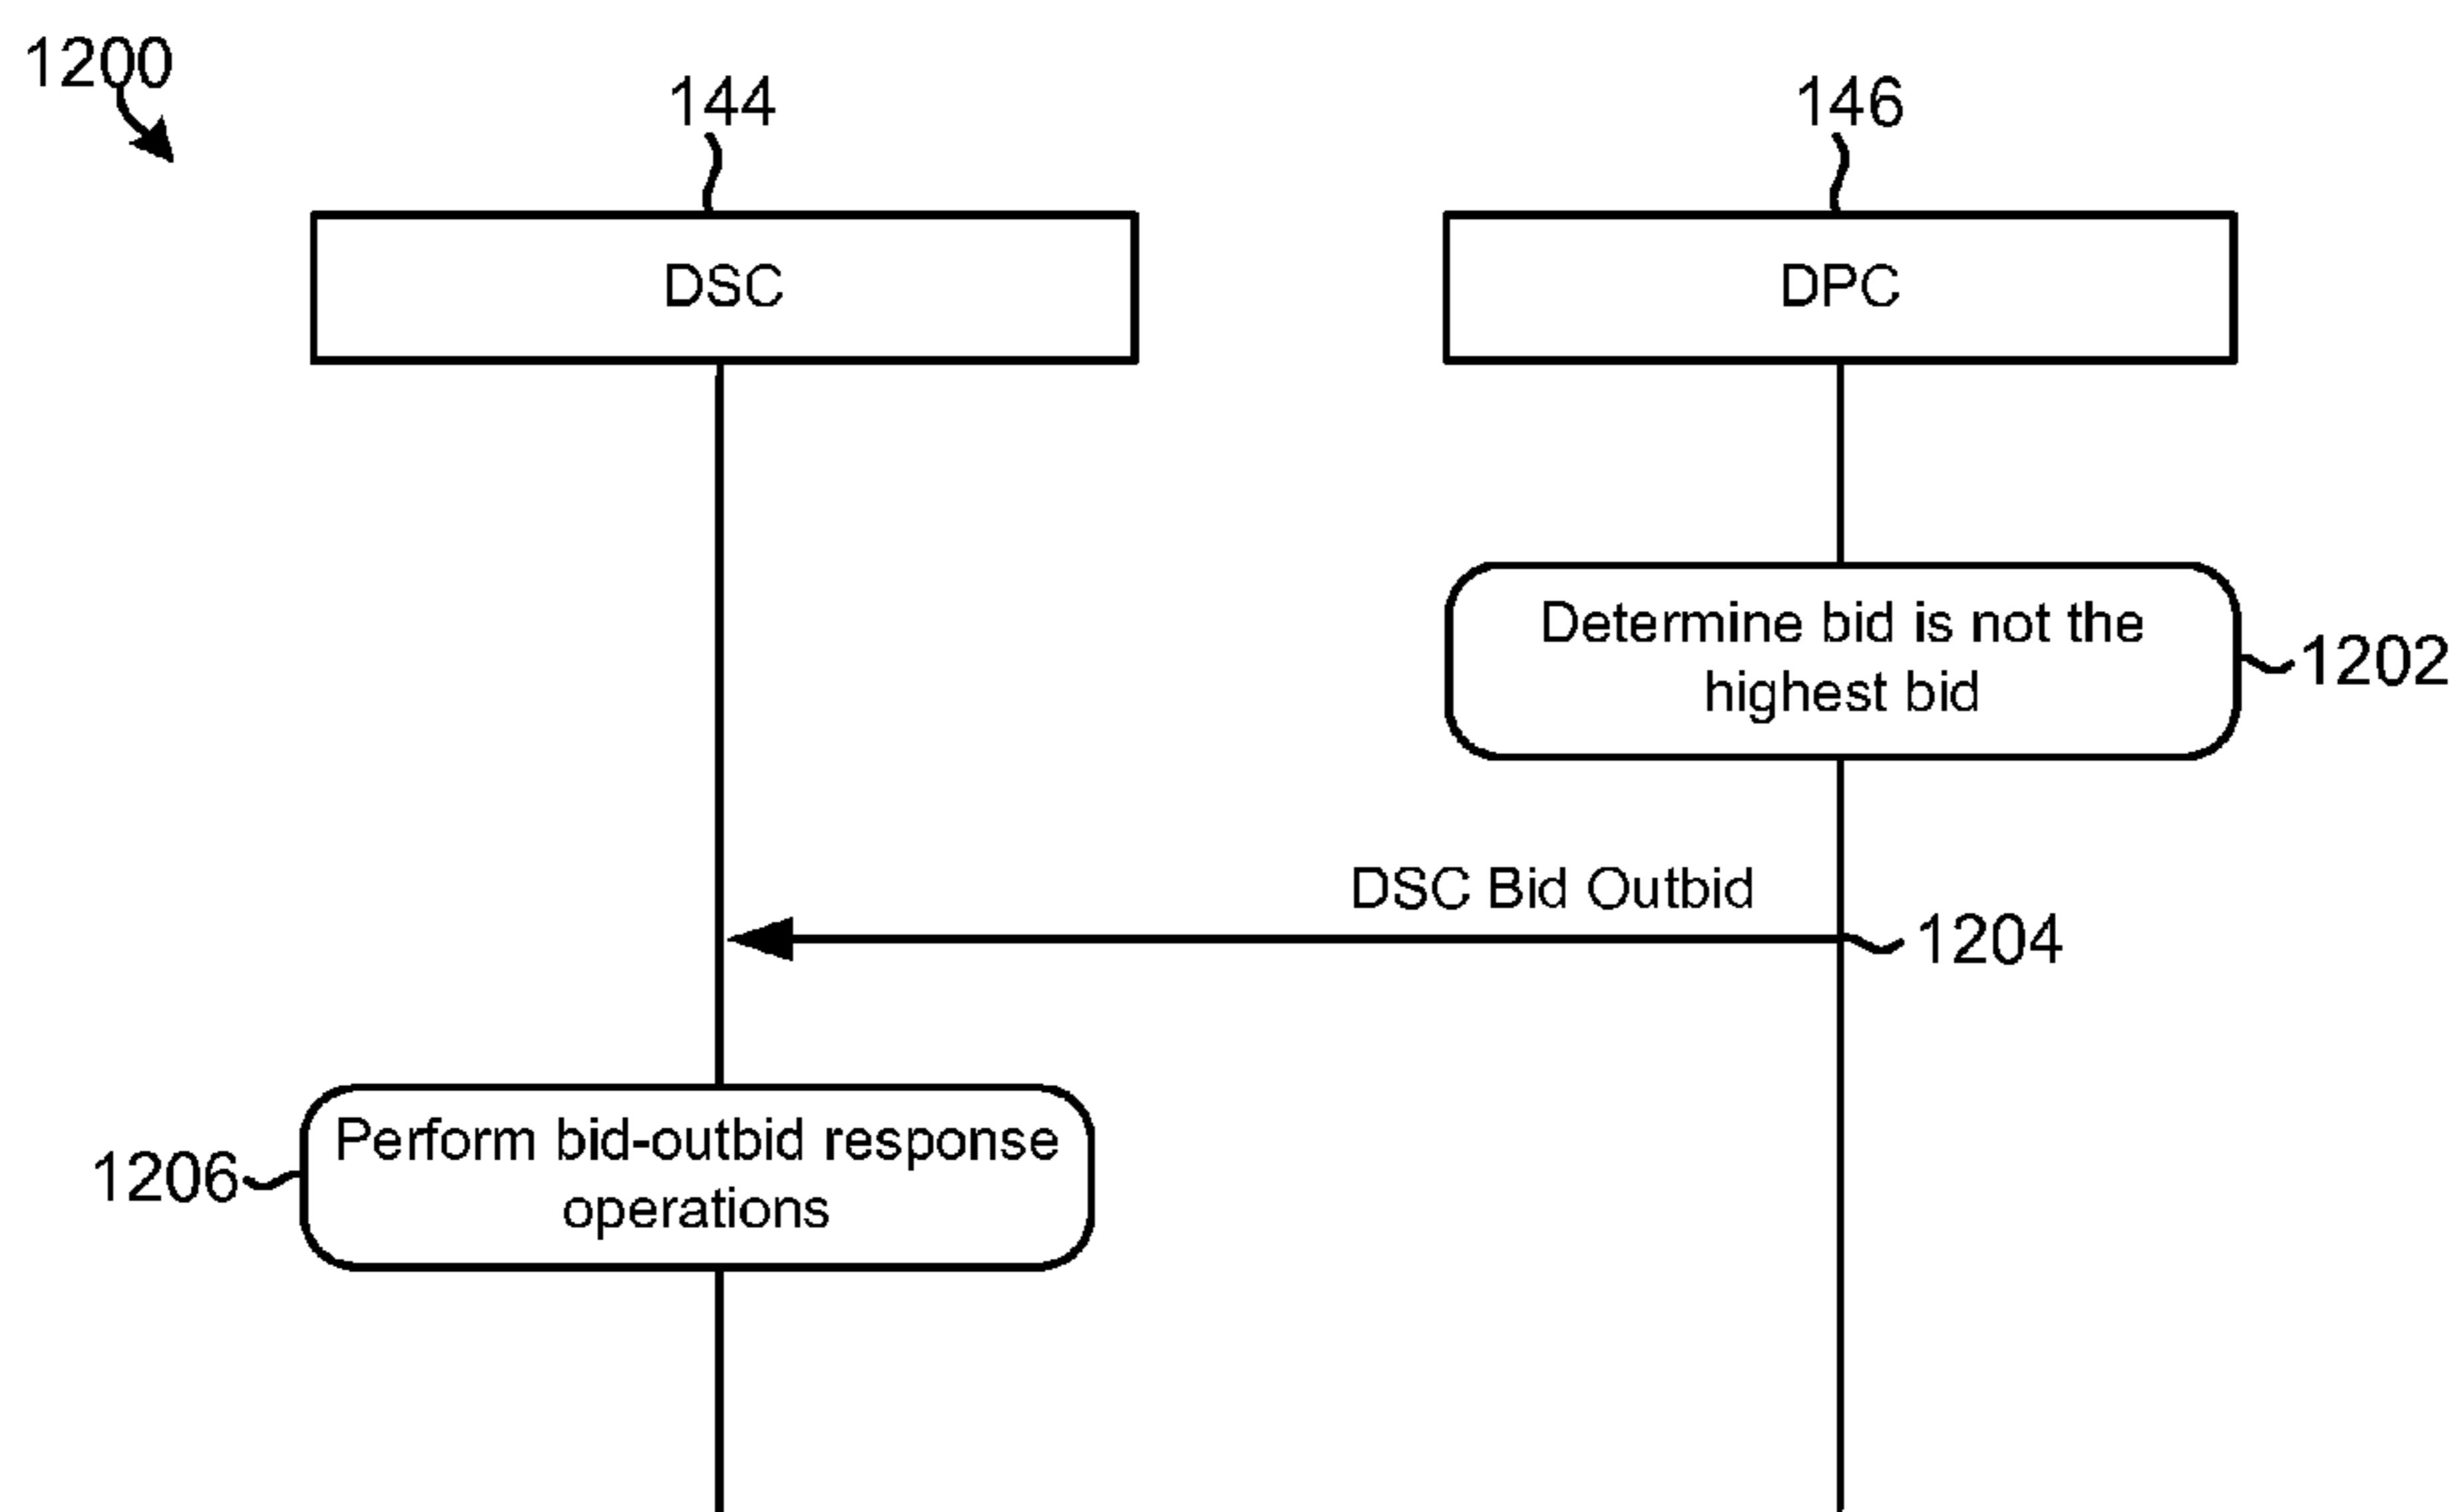 1200
144
146
DSC
DPC
Determine bid is not the
highest bid
1202
DSC Bid Outbid
1204
Perform bid-outbid response
operations
1206